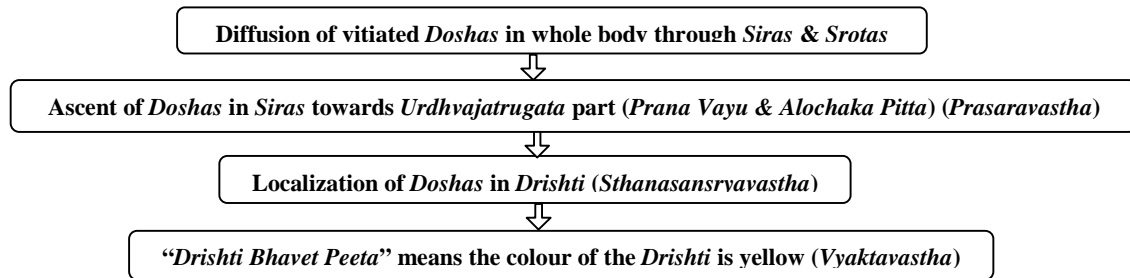 Diffusion of vitiated Doshas in whole body through Siras & Srotas
Ascent of Doshas in Siras towards Urdhvajatrugata part (Prana Vayu & Alochaka Pitta) (Prasaravastha)
Localization of Doshas in Drishti (Sthanasansryavastha)
“Drishti Bhavet Peeta” means the colour of the Drishti is yellow (Vyaktavastha)